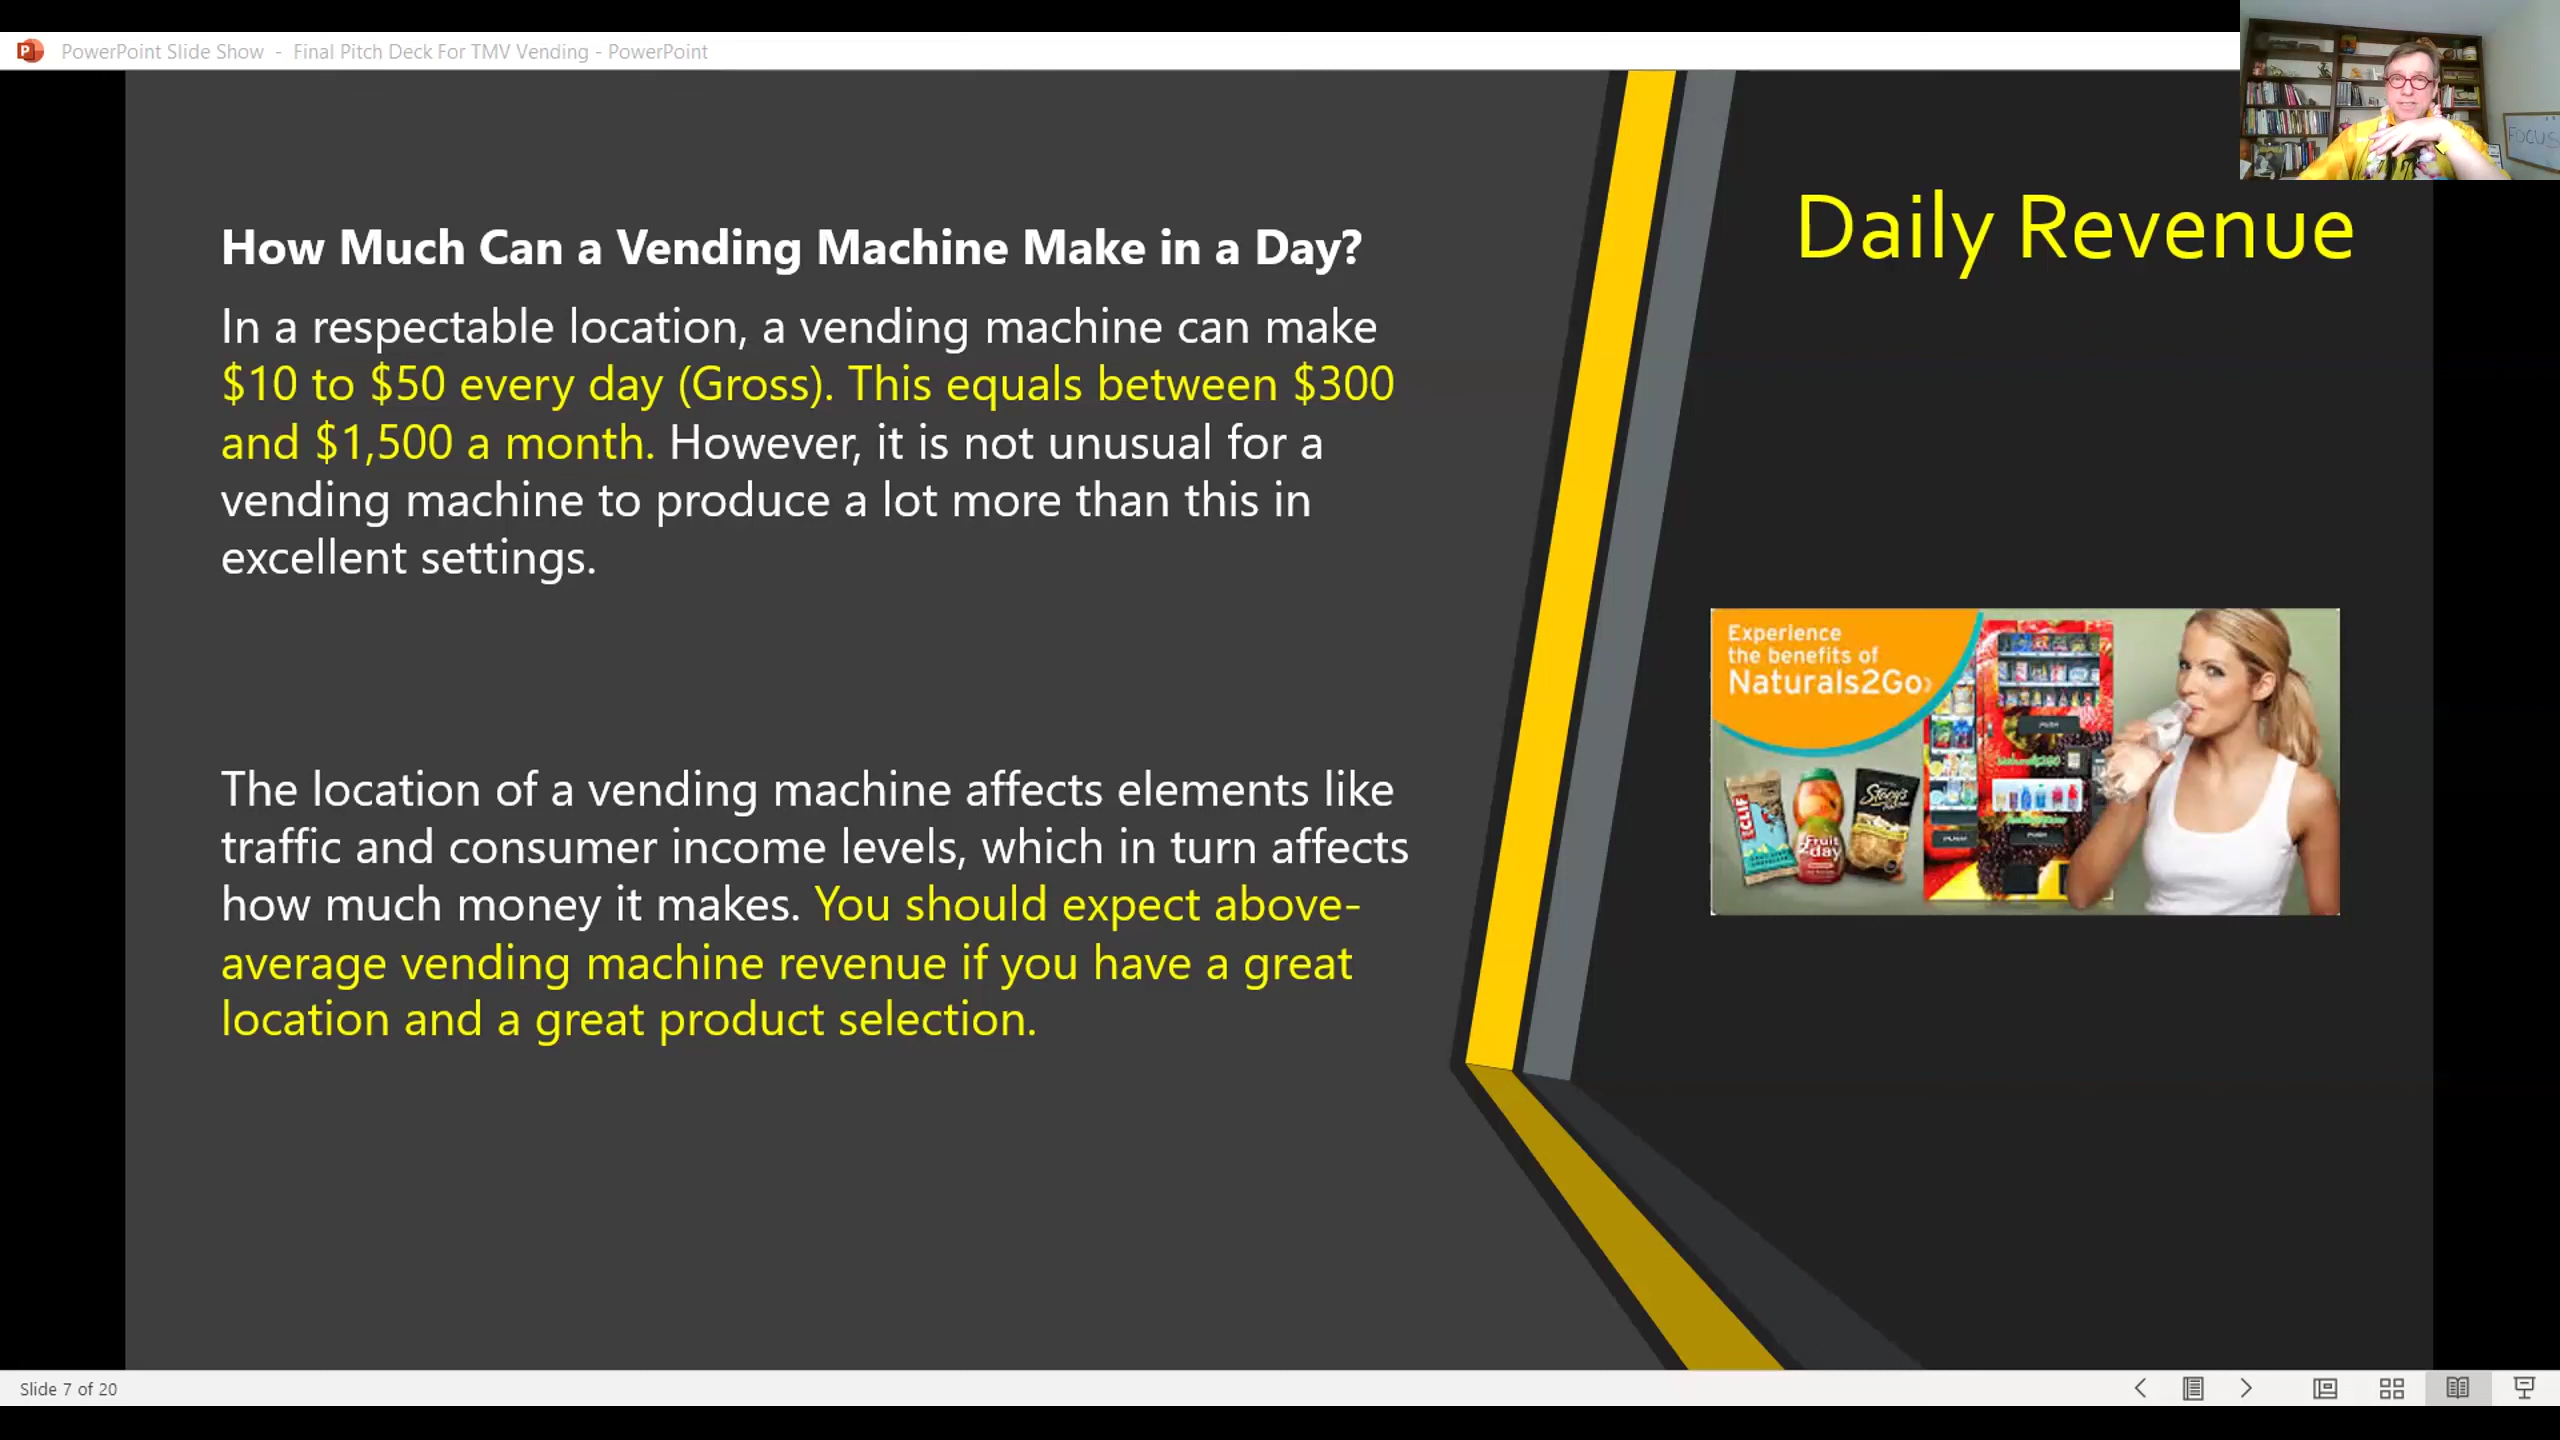 PowerPoint Slide Show - Final Pitch Deck For TMV Vending - PowerPoint
FOCUS
Daily Revenue
How Much Can a Vending Machine Make in a Day?
In a respectable location, a vending machine can make
$10 to $50 every day (Gross). This equals between $300
and $1,500 a month. However, it is not unusual for a
vending machine to produce a lot more than this in
excellent settings.
The location of a vending machine affects elements like
traffic and consumer income levels, which in turn affects
how much money it makes. You should expect above-
average vending machine revenue if you have a great
location and a great product selection.
Experience
the benefits of
Naturals2Go>
CLIF
Fruit
2day
Stacy's
PUSH
Slide 7 of 20